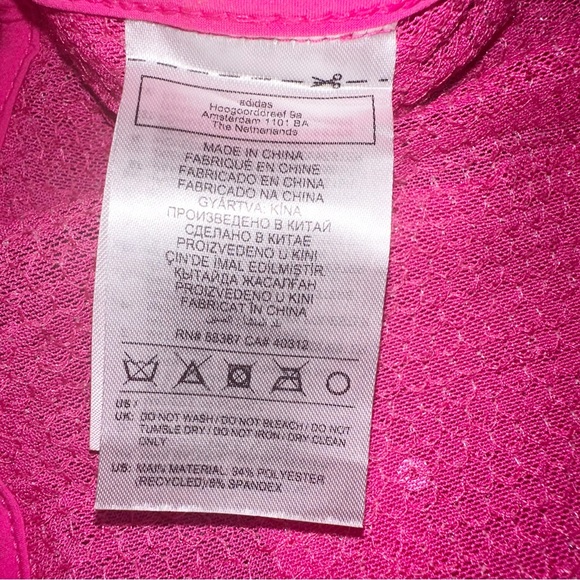 adidas
Hoogoorddreef 9a
Amsterdam 1101 BA
The Netherlands
MADE IN CHINA
FABRIQUÉ EN CHINE
FABRICADO EN CHINA
FABRICADO NA CHINA
GYÁRTVA: KÍNA
ПРОИЗВЕДЕНО В КИТАЙ
СДЕЛАНО В КИТАЕ
PROIZVEDENO U KINI
ÇİN'DE İMAL EDİLMİŞTİR
ҚЫТАЙДА ЖАСАЛҒАН
PROIZVEDENO U KINI
FABRICAT ÎN CHINA
RN# 88387 CA# 40312
US /
UK: DO NOT WASH / DO NOT BLEACH / DO NOT
TUMBLE DRY / DO NOT IRON / DRY CLEAN
ONLY
US: MAIN MATERIAL: 94% POLYESTER
(RECYCLED)/6% SPANDEX